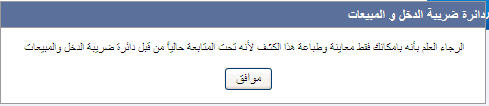 دائرة ضريبة الدخل و المبيعات
الرجاء العلم بأنه بامكانك فقط معاينة وطباعة هذا الكشف لأنه تحت المتابعة حالياً من قبل دائرة ضريبة الدخل والمبيعات
موافق